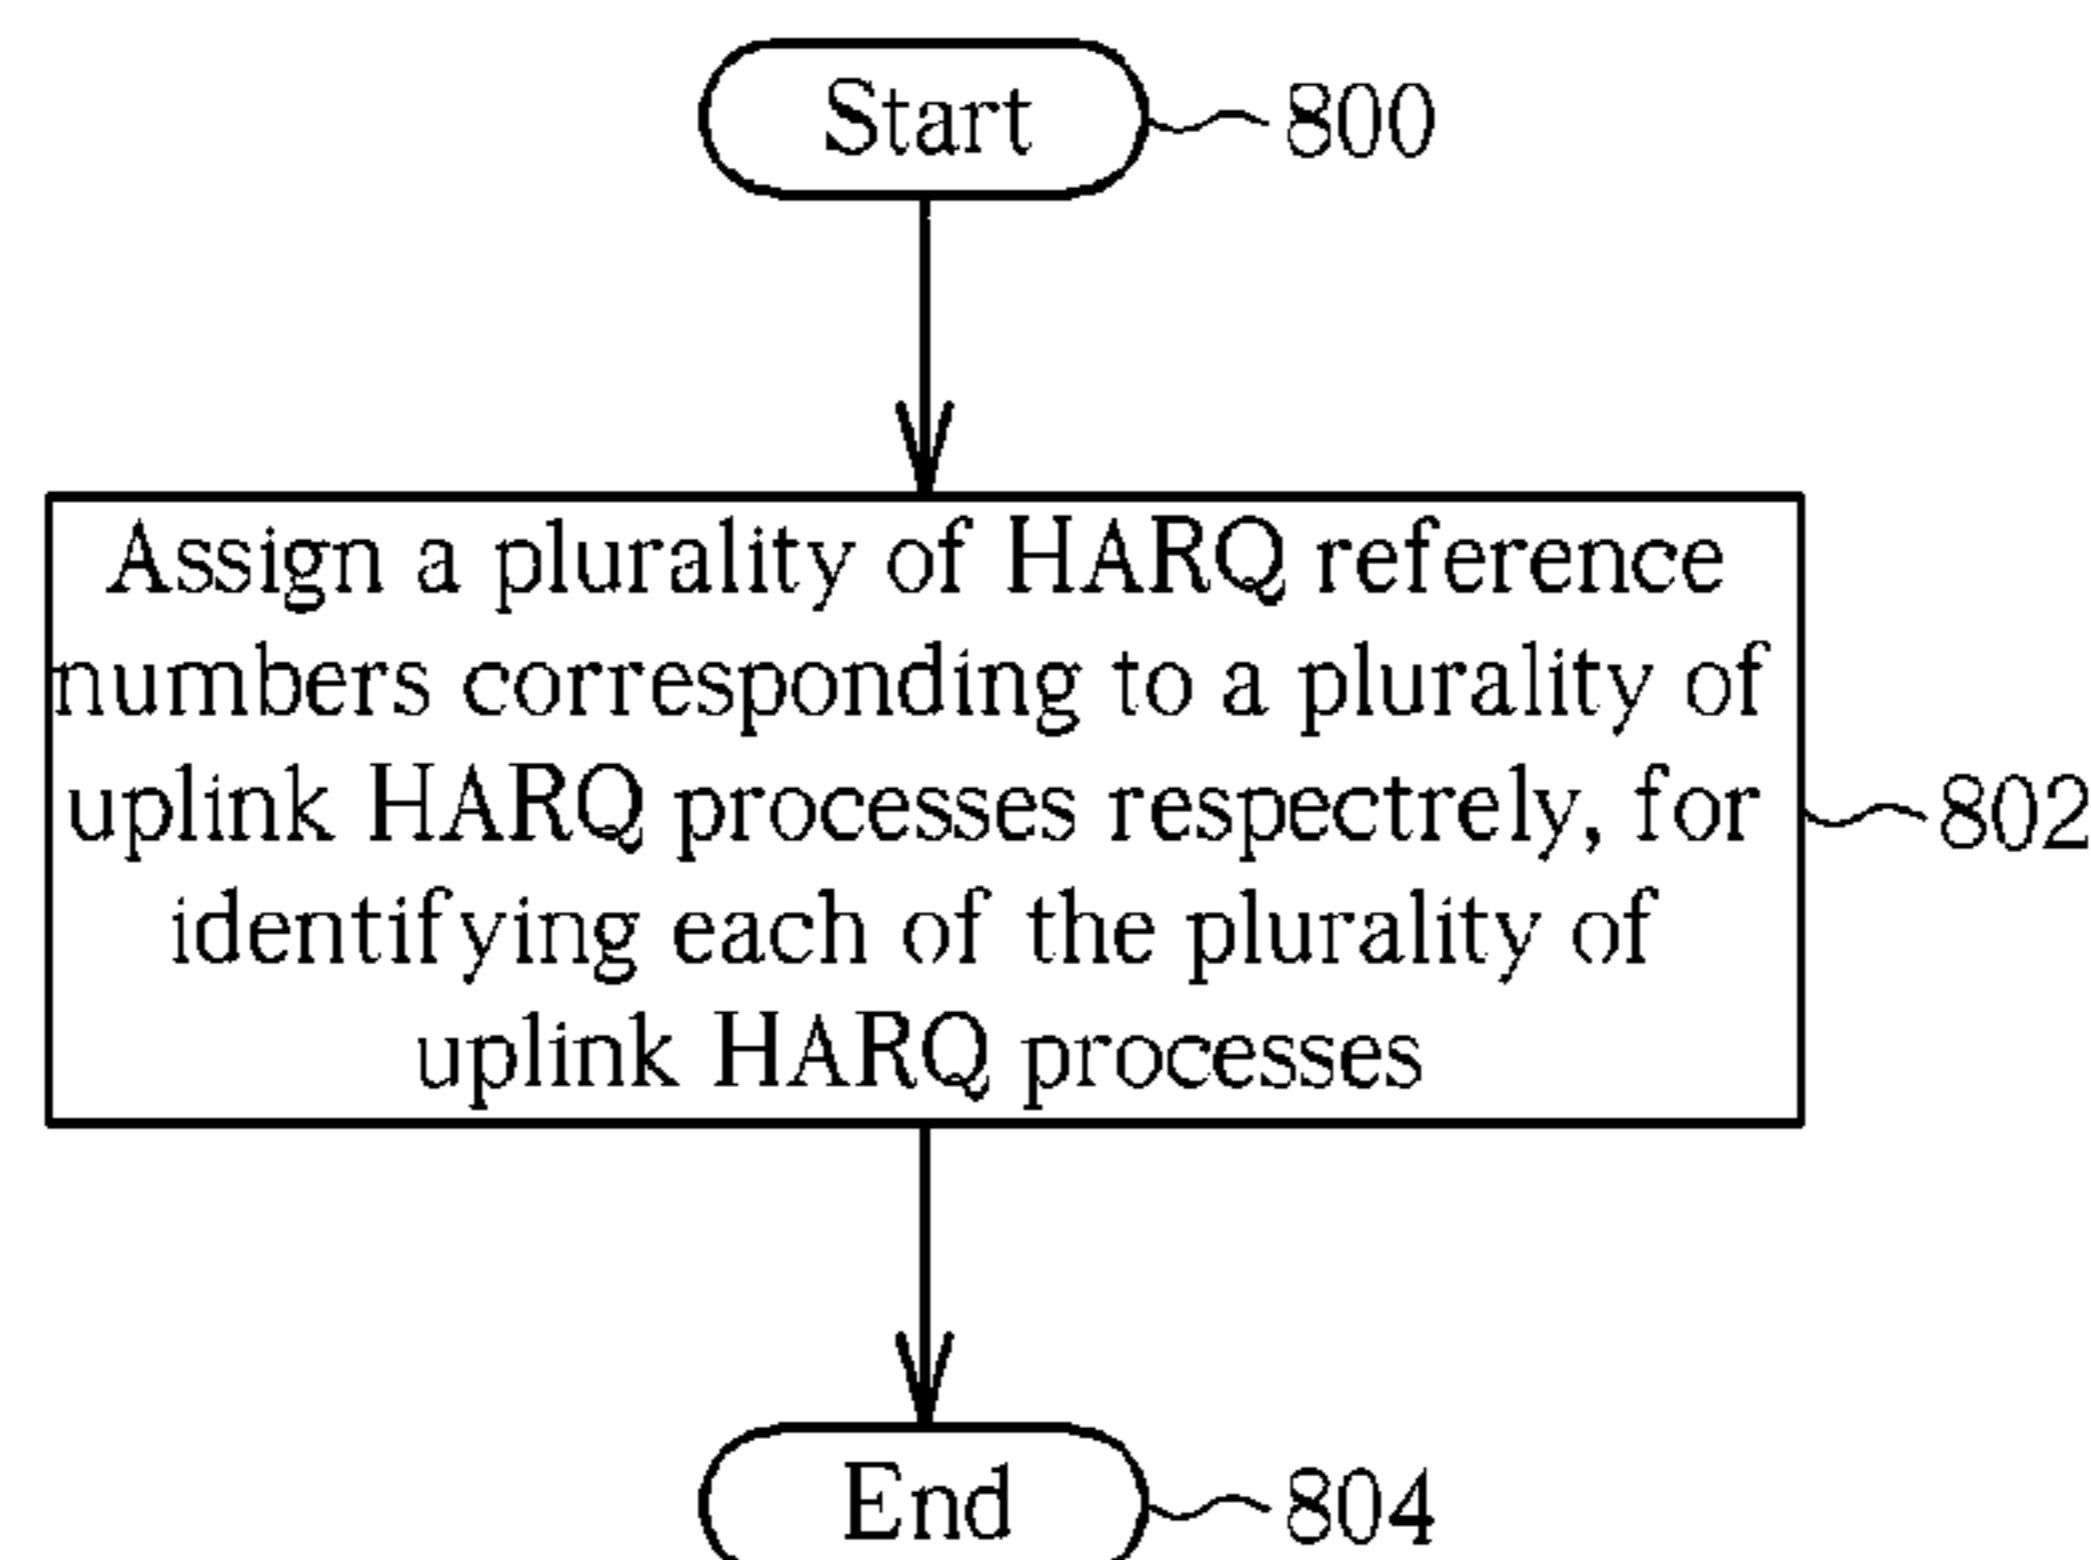 Start
800
Assign a plurality of HARQ reference
numbers corresponding to a plurality of
uplink HARQ processes respectrely, for
identifying each of the plurality of
uplink HARQ processes
802
End
804